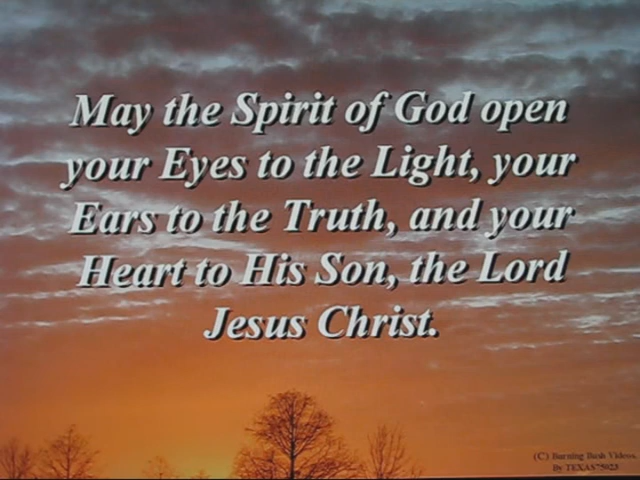 May the Spirit of God open
your Eyes to the Light, your
Ears to the Truth, and your
Heart to His Son, the Lord
Jesus Christ.
(C) Burning Bush Videos.
By TEXAS75023